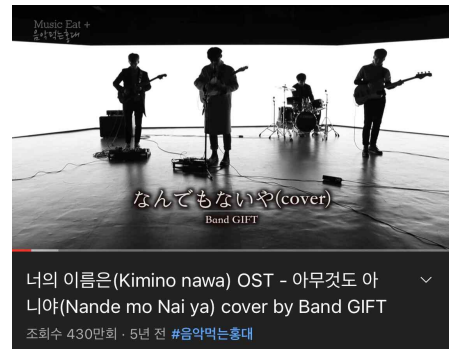 Music Eat +
음악먹는홍대
なんでもないや(cover)
Band GIFT
너의 이름은(Kimino nawa) OST - 아무것도 아
니야(Nande mo Nai ya) cover by Band GIFT
조회수 430만회 · 5년 전 #음악먹는홍대